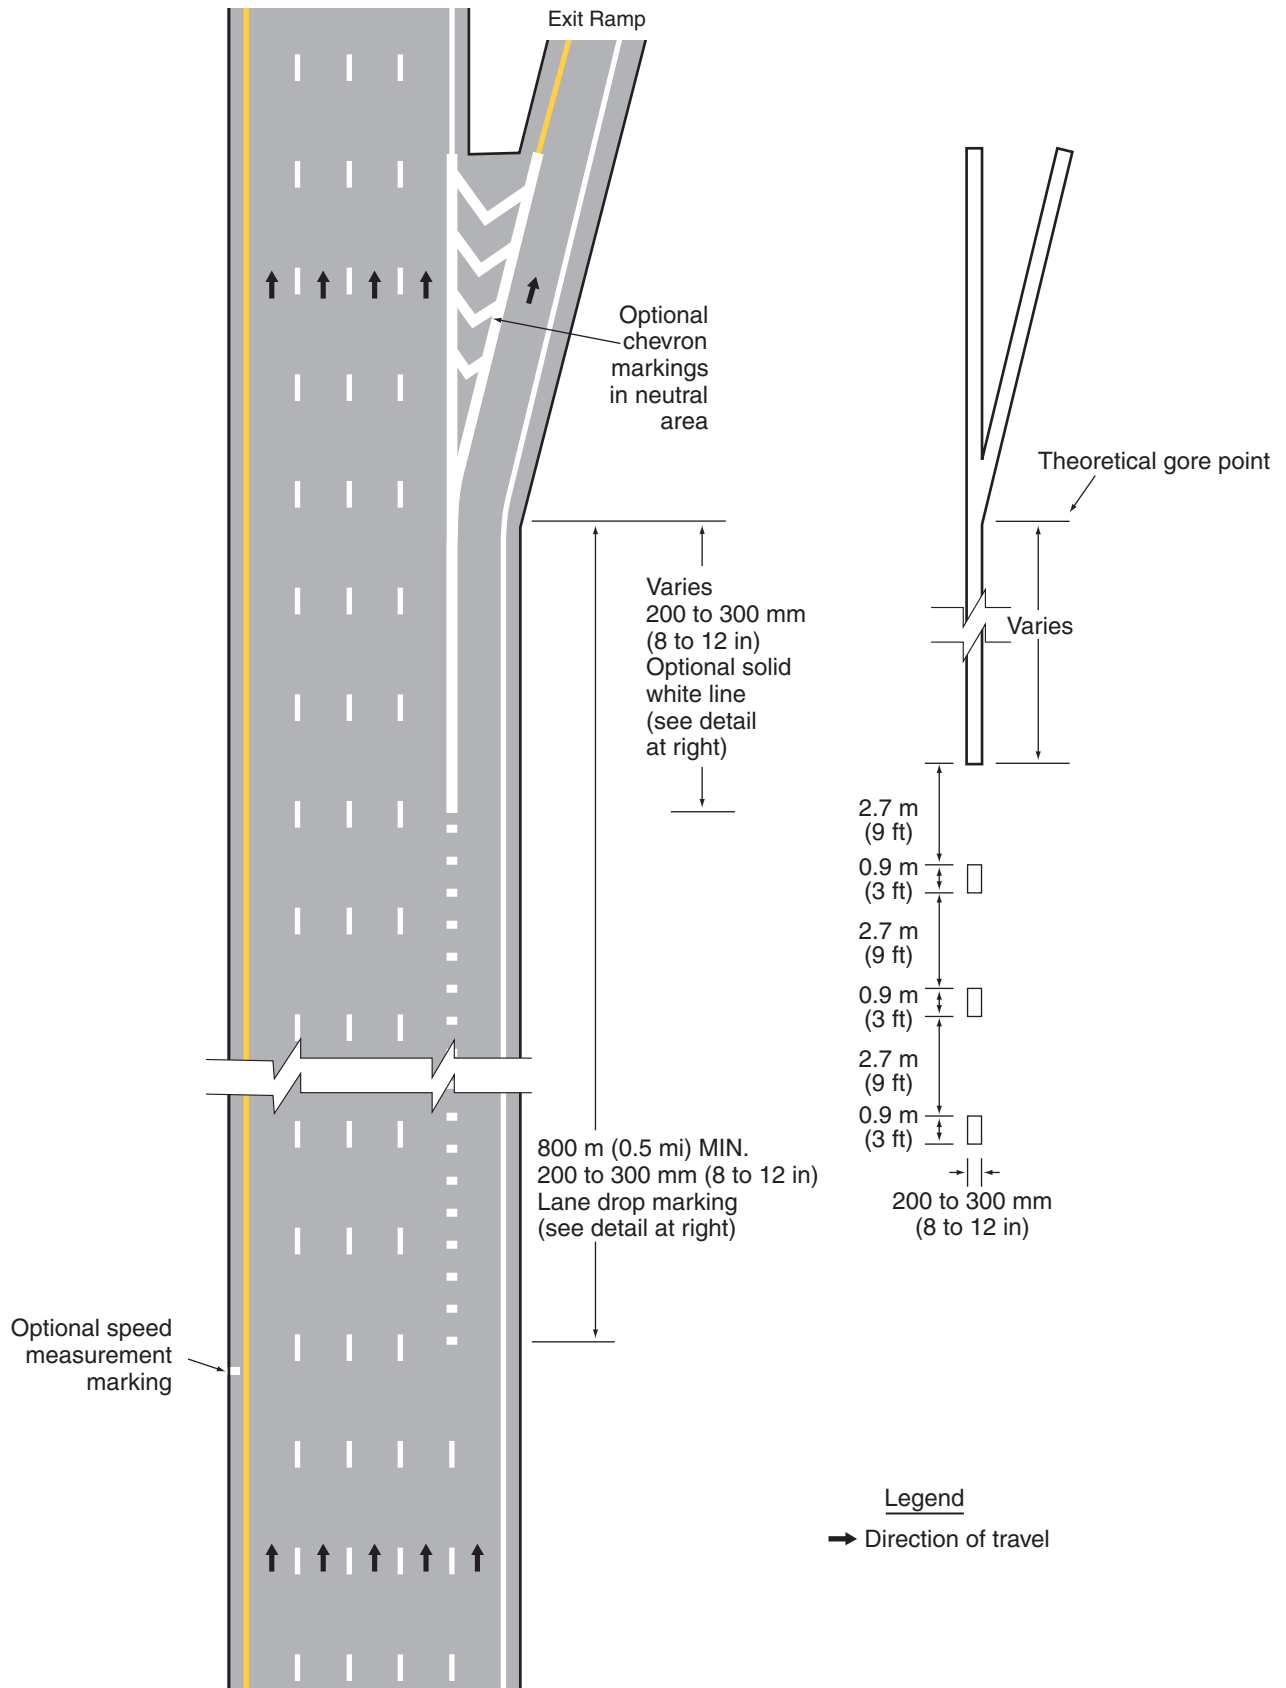 Exit Ramp
Optional
chevron
markings
in neutral
area
Theoretical gore point
Varies
200 to 300 mm
(8 to 12 in)
Optional solid
white line
(see detail
at right)
Varies
2.7 m
(9 ft)
0.9 m
(3 ft)
2.7 m
(9 ft)
0.9 m
(3 ft)
2.7 m
(9 ft)
0.9 m
(3 ft)
200 to 300 mm
(8 to 12 in)
800 m (0.5 mi) MIN.
200 to 300 mm (8 to 12 in)
Lane drop marking
(see detail at right)
Optional speed
measurement
marking
Legend
Direction of travel